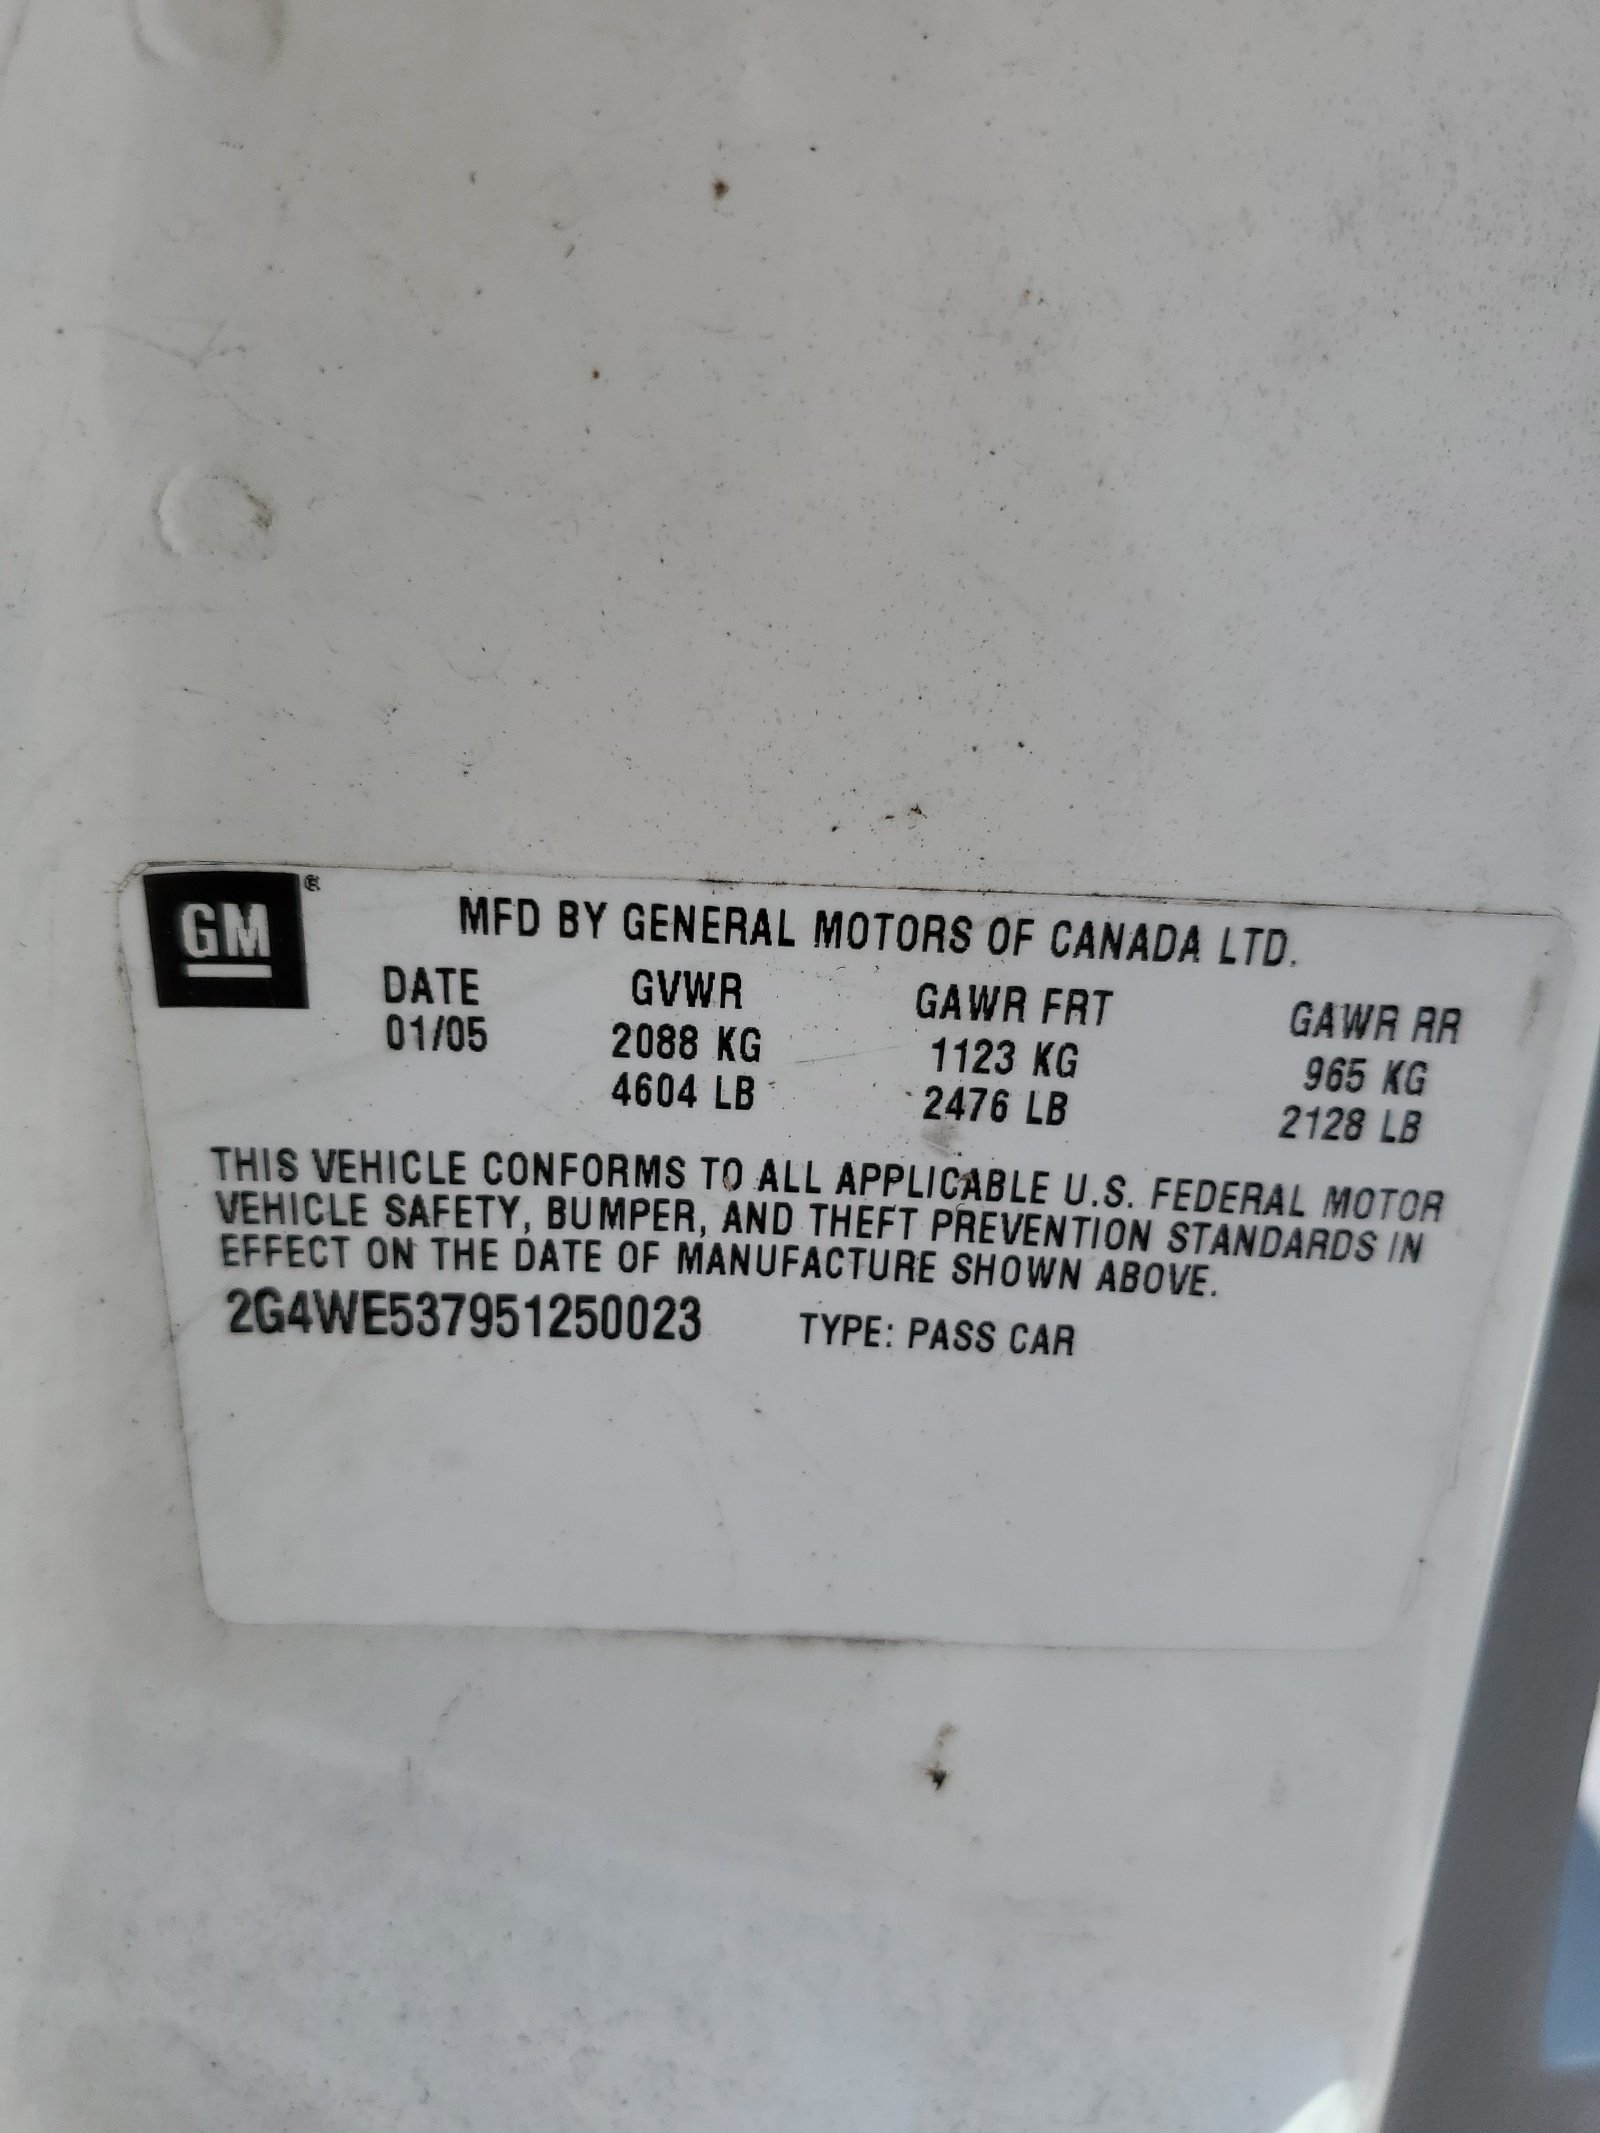 GM®
MFD BY GENERAL MOTORS OF CANADA LTD.
DATE GVWR GAWR FRT GAWR RR
01/05 2088 KG 1123 KG 965 KG
4604 LB 2476 LB 2128 LB
THIS VEHICLE CONFORMS TO ALL APPLICABLE U.S. FEDERAL MOTOR
VEHICLE SAFETY, BUMPER, AND THEFT PREVENTION STANDARDS IN
EFFECT ON THE DATE OF MANUFACTURE SHOWN ABOVE.
2G4WE537951250023 TYPE: PASS CAR